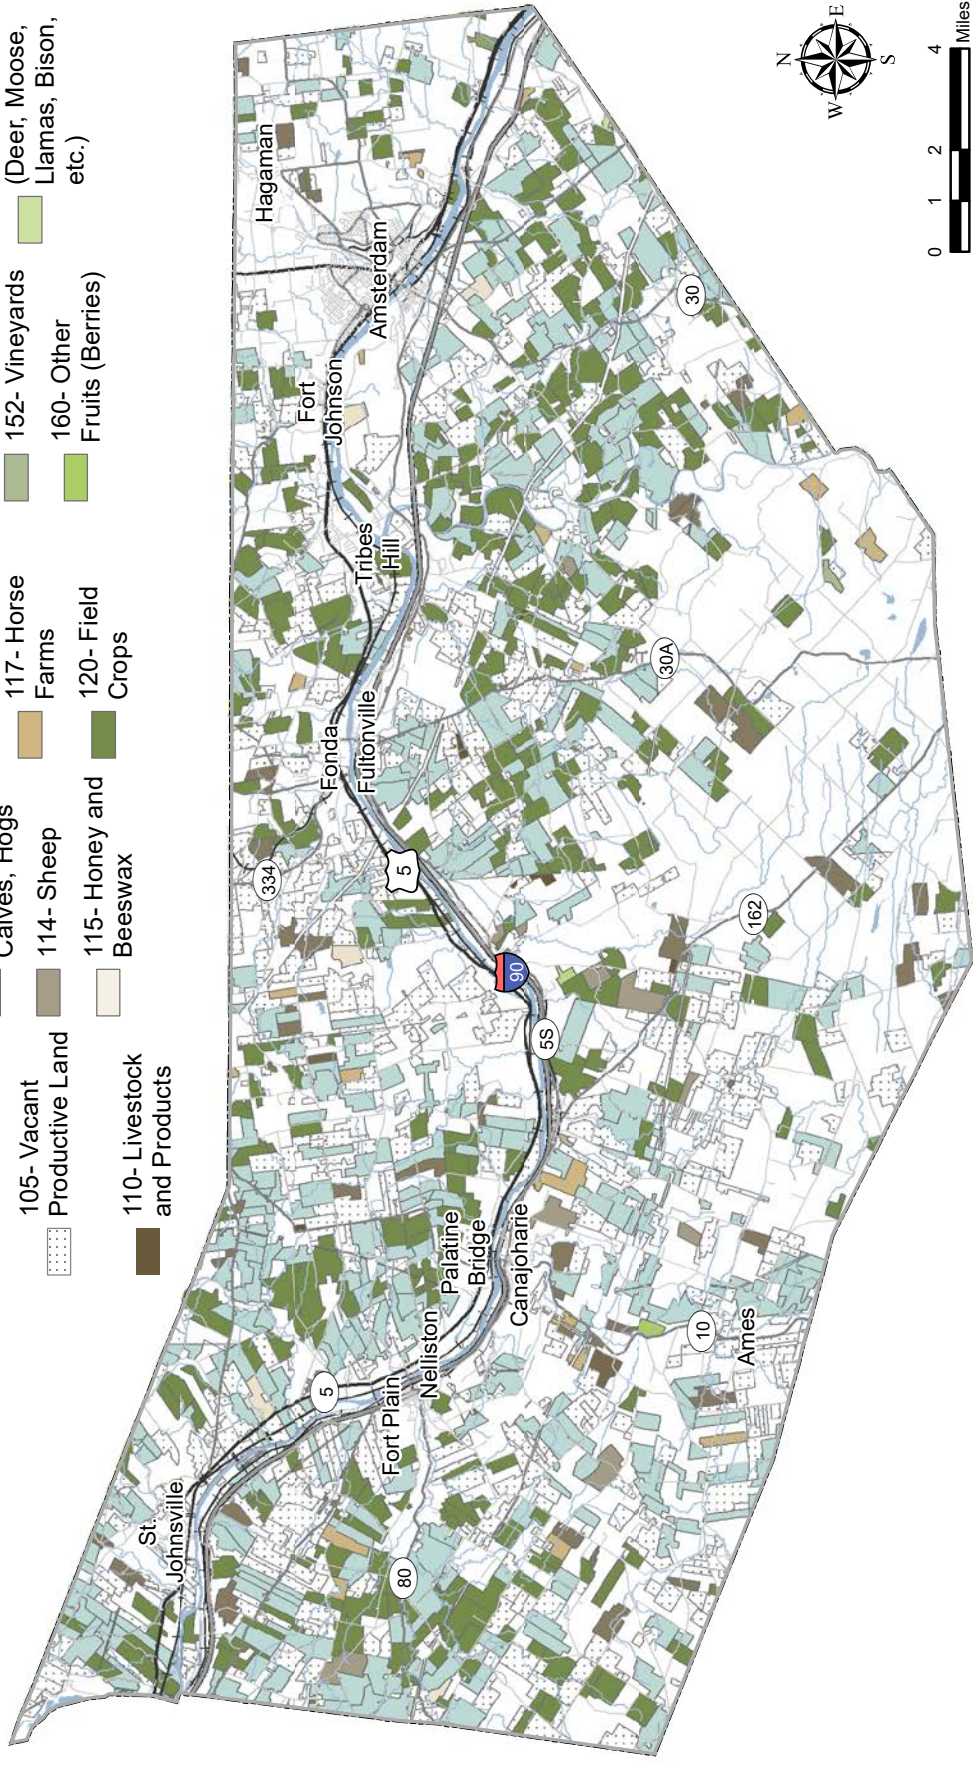 105- Vacant
Productive Land
110- Livestock
and Products
Calves, Hogs
114- Sheep
115- Honey and
Beeswax
117- Horse
Farms
120- Field
Crops
152- Vineyards
160- Other
Fruits (Berries)
(Deer, Moose,
Llamas, Bison,
etc.)
St.
Johnsville
Fort Plain
Nelliston
Palatine
Bridge
Canajoharie
Ames
Fonda
Fultonville
Tribes
Hill
Fort
Johnson
Amsterdam
Hagaman
5
80
10
5S
90
5
334
162
30A
30
N
W
E
S
0
1
2
4
Miles